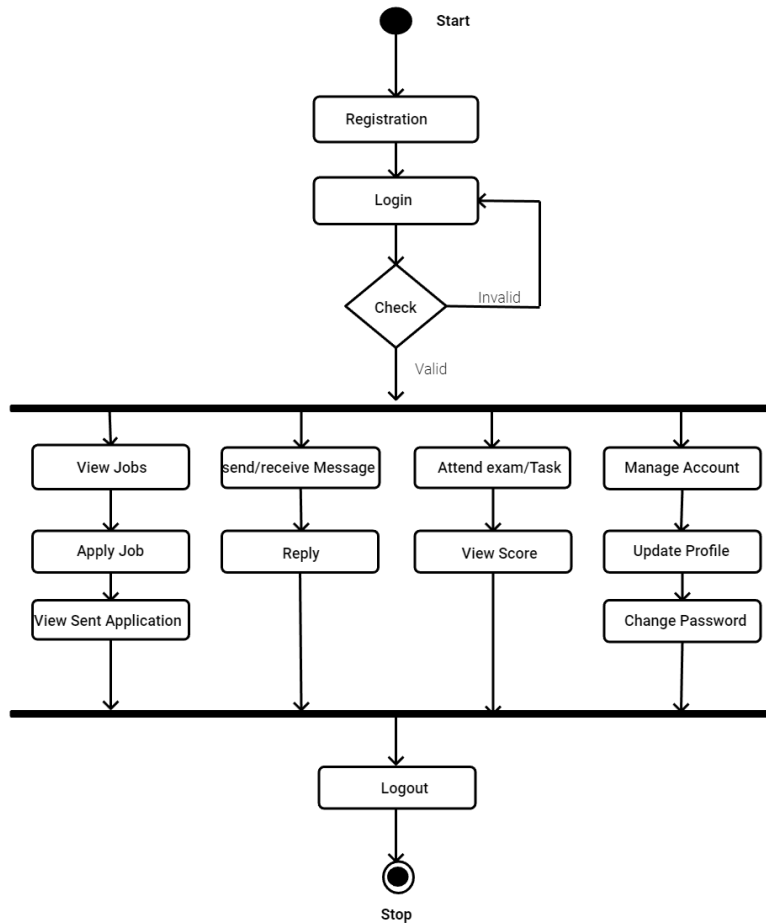 Start
Registration
Login
Check
Invalid
Valid
View Jobs
send/receive Message
Attend exam/Task
Manage Account
Apply Job
Reply
View Score
Update Profile
View Sent Application
Change Password
Logout
Stop